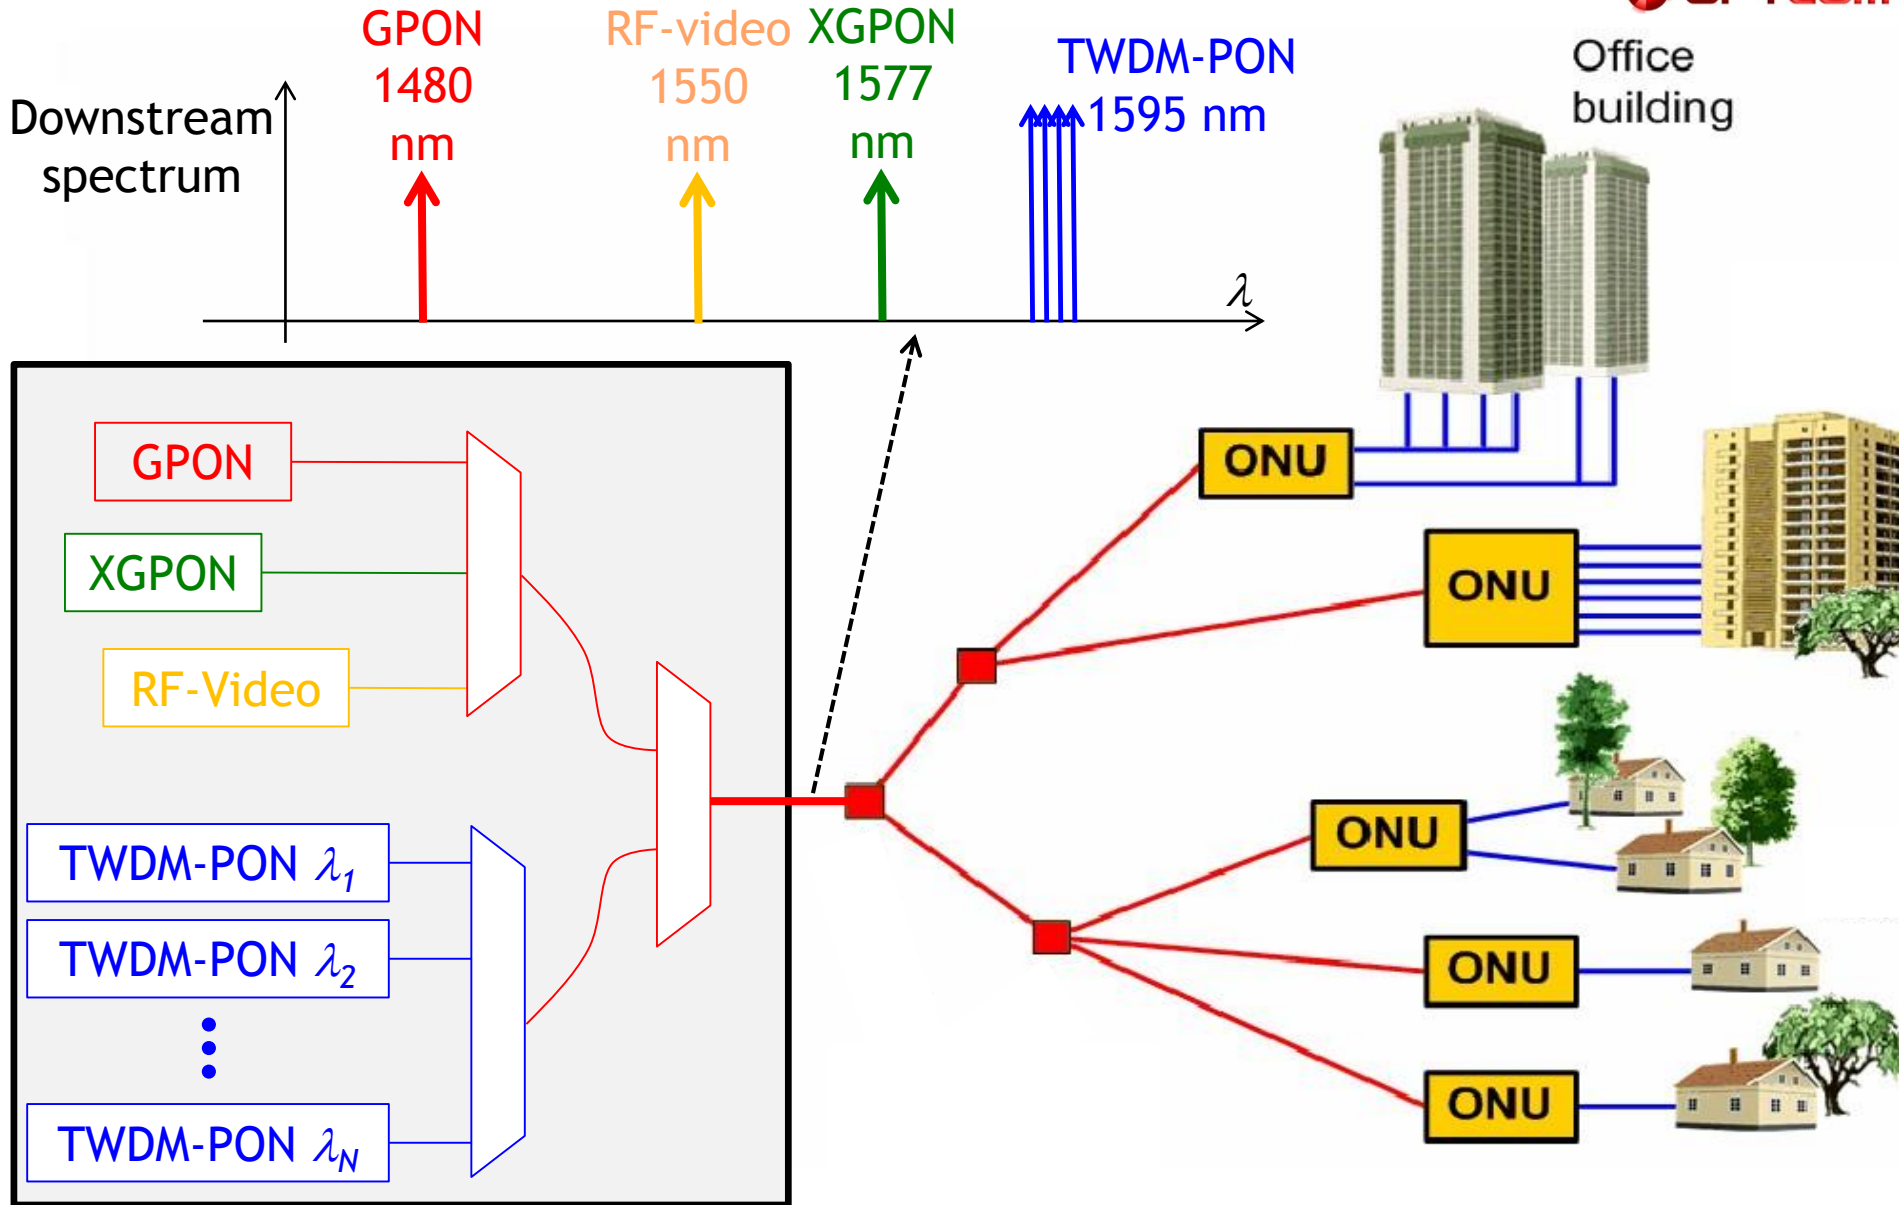 GPON
1480
nm
RF-video
1550
nm
XGPON
1577
nm
TWDM-PON
1595 nm
Downstream
spectrum
λ
Office
building
GPON
XGPON
RF-Video
TWDM-PON λ1
TWDM-PON λ2
TWDM-PON λN
ONU
ONU
ONU
ONU
ONU